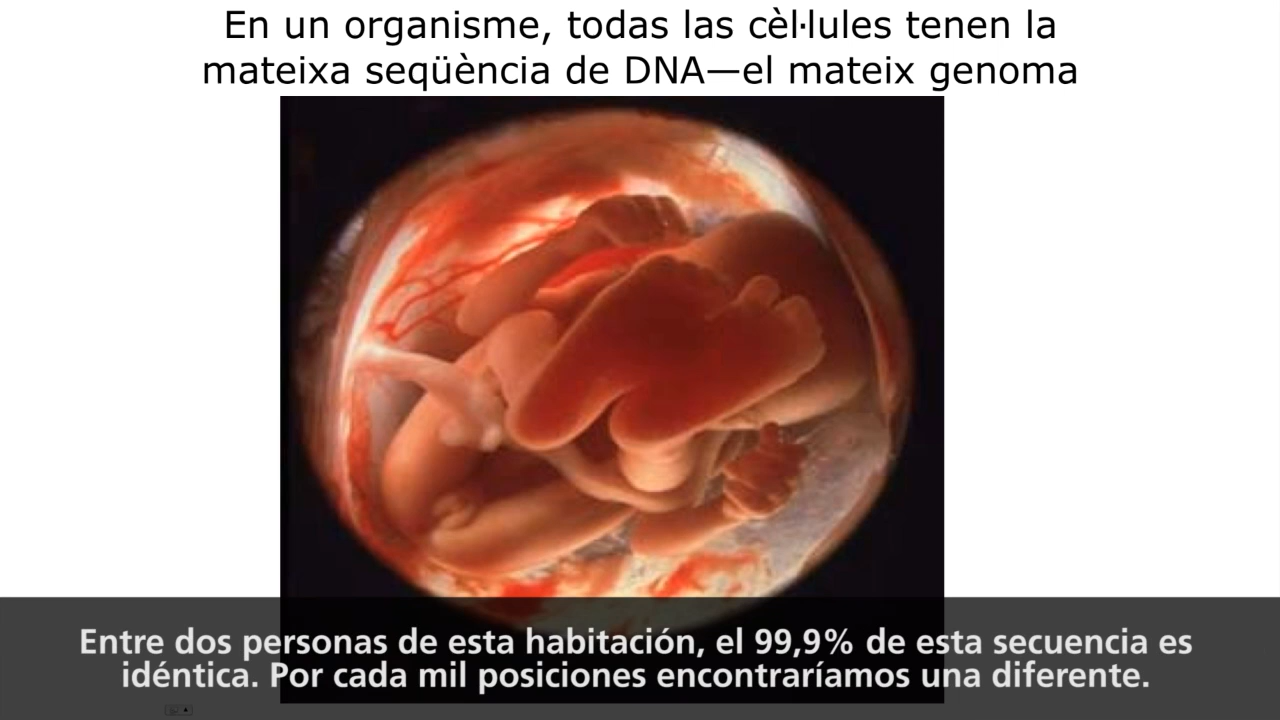 En un organisme, todas las cèl·lules tenen la
mateixa seqüència de DNA—el mateix genoma
Entre dos personas de esta habitación, el 99,9% de esta secuencia es
idéntica. Por cada mil posiciones encontraríamos una diferente.